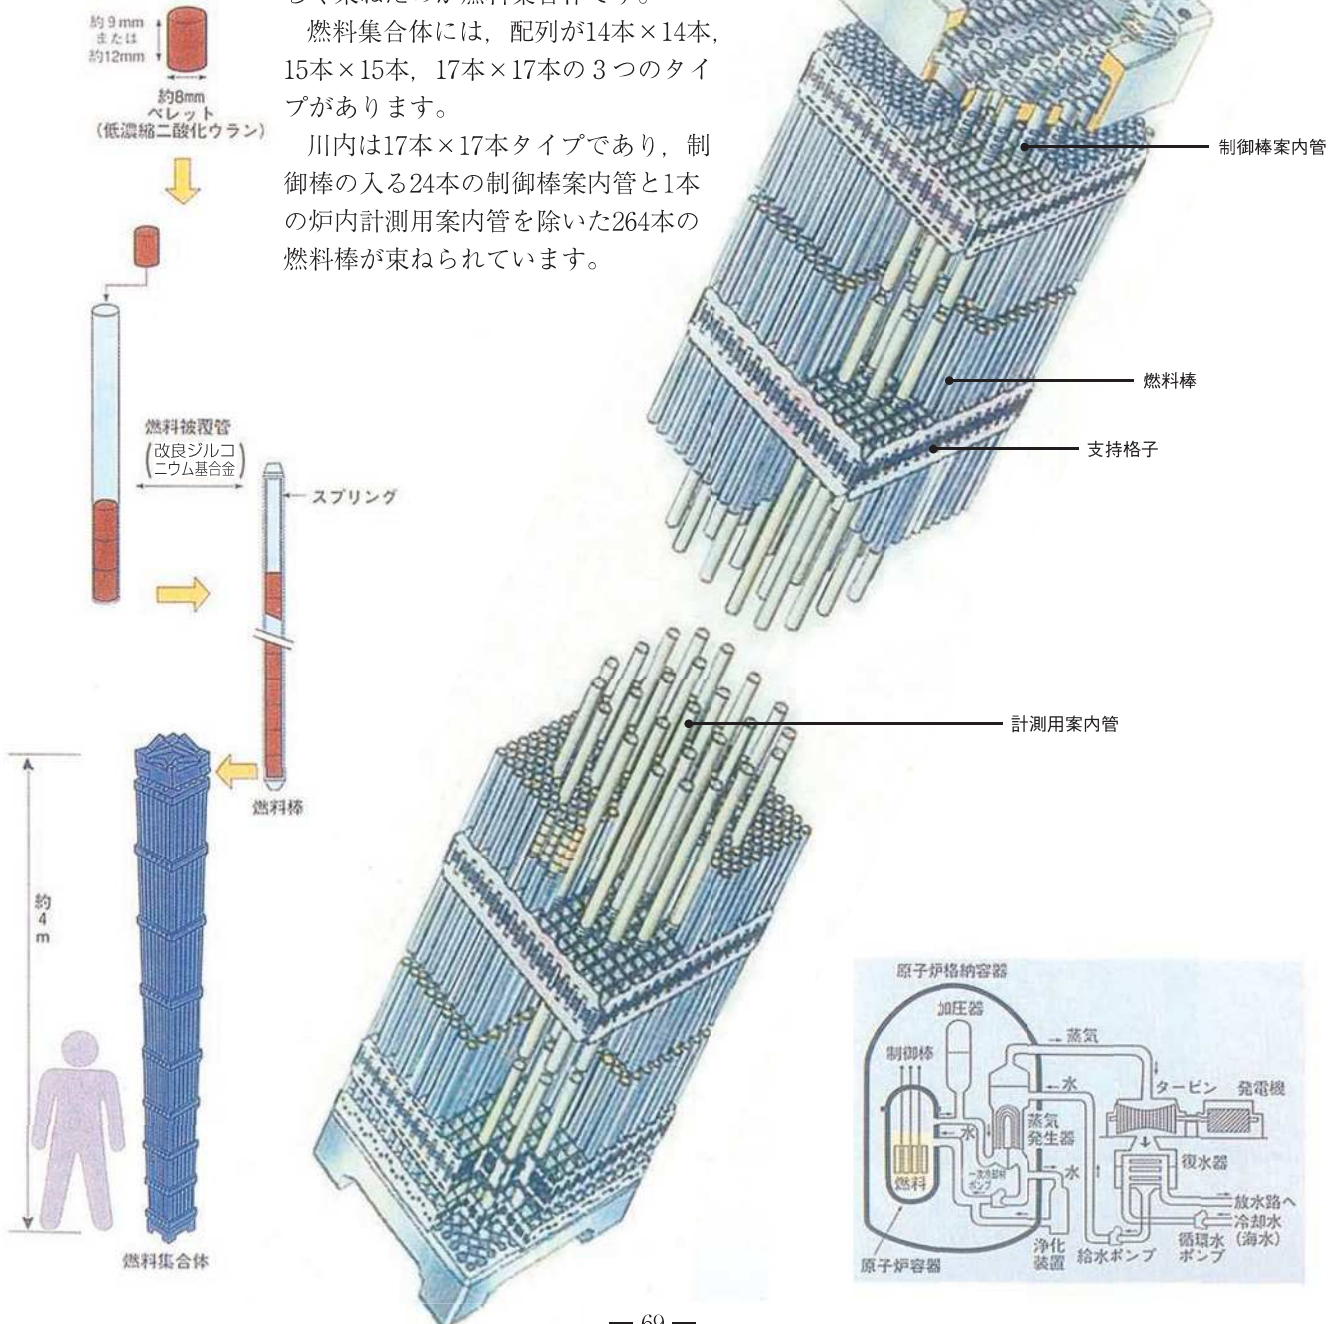 燃料集合体には，配列が14本×14本，
15本×15本，17本×17本の３つのタイ
プがあります。
川内は17本×17本タイプであり，制
御棒の入る24本の制御棒案内管と1本
の炉内計測用案内管を除いた264本の
燃料棒が束ねられています。
約９mm
または
約12mm
約8mm
ペレット
（低濃縮二酸化ウラン）
燃料被覆管
（改良ジルコ
ニウム基合金）
スプリング
燃料棒
約
4
m
燃料集合体
制御棒案内管
燃料棒
支持格子
計測用案内管
原子炉格納容器
加圧器
制御棒
蒸気
水
タービン
発電機
水
蒸気
発生器
復水器
一次冷却材
ポンプ
水
燃料
放水路へ
冷却水
（海水）
循環水
ポンプ
給水ポンプ
浄化
装置
原子炉容器
— 69 —